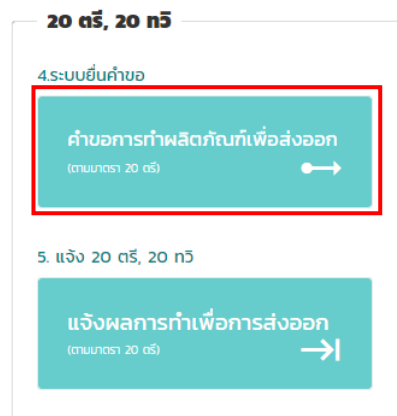 20 ตรี, 20 ทวิ
4.ระบบยื่นคำขอ
คำขอการทำผลิตภัณฑ์เพื่อส่งออก
(ตามมาตรา 20 ตรี)
5. แจ้ง 20 ตรี, 20 ทวิ
แจ้งผลการทำเพื่อการส่งออก
(ตามมาตรา 20 ตรี)